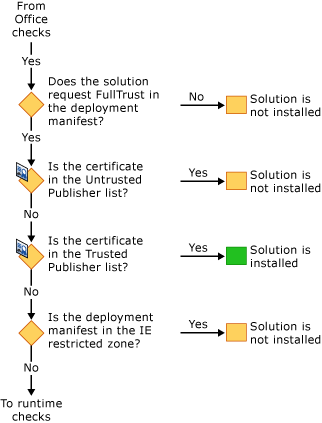 From
Office
checks
Yes
Does the solution
request FullTrust in
the deployment
manifest?
No
Solution is
not installed
Yes
Is the certificate
in the Untrusted
Publisher list?
Yes
Solution is
not installed
No
Is the certificate
in the Trusted
Publisher list?
Yes
Solution is
installed
No
Is the deployment
manifest in the IE
restricted zone?
Yes
Solution is
not installed
No
To runtime
checks